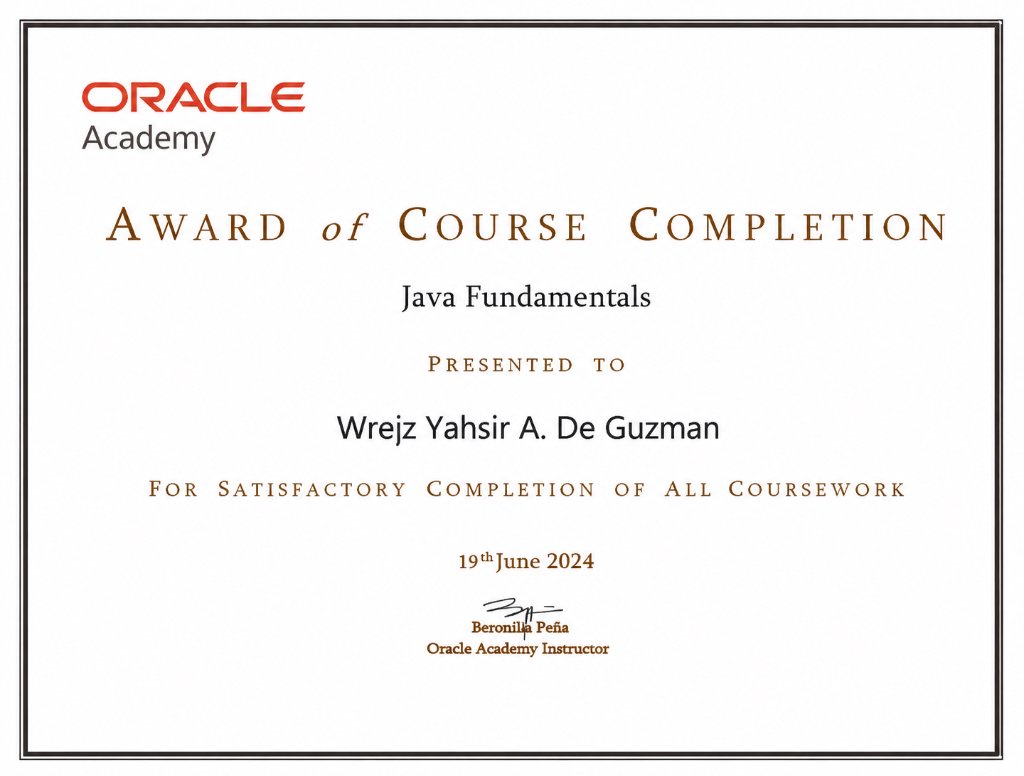 ORACLE
Academy
AWARD of COURSE COMPLETION
Java Fundamentals
PRESENTED TO
Wrejz Yahsir A. De Guzman
FOR SATISFACTORY COMPLETION OF ALL COURSEWORK
19th June 2024
Beronilla Peña
Oracle Academy Instructor